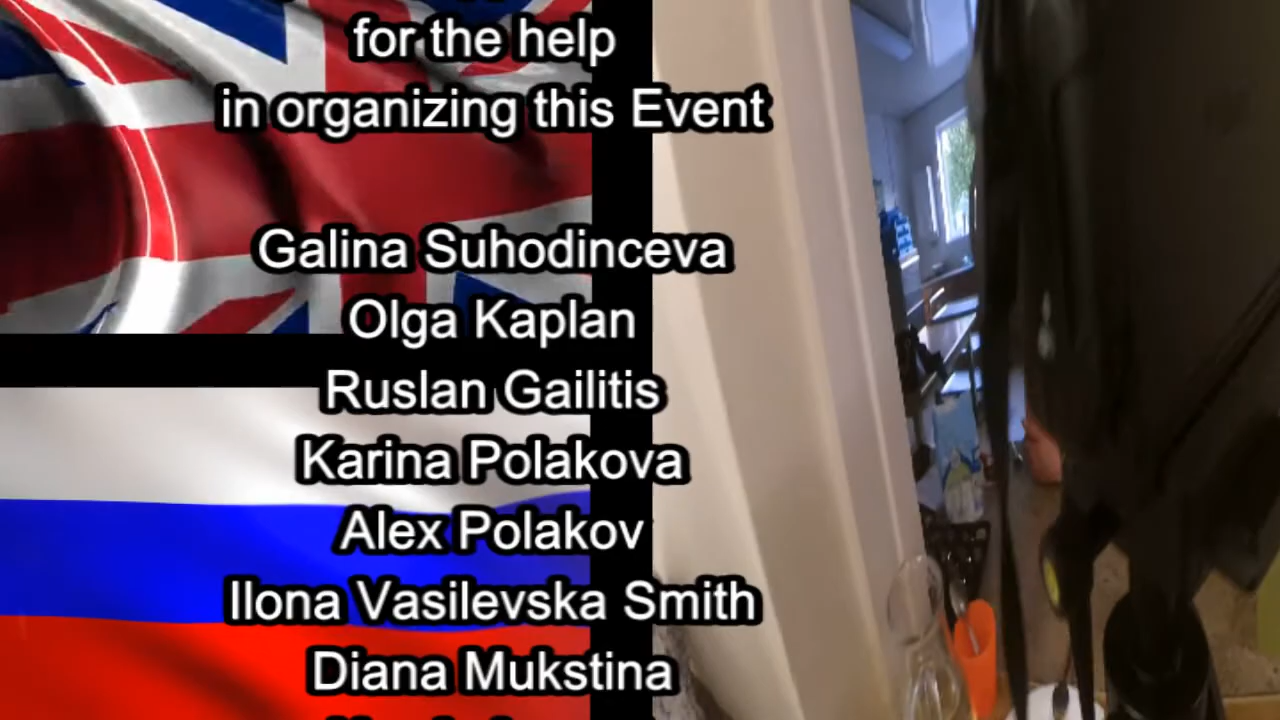 for the help
in organizing this Event
Galina Suhodinceva
Olga Kaplan
Ruslan Gailitis
Karina Polakova
Alex Polakov
Ilona Vasilevska Smith
Diana Mukstina